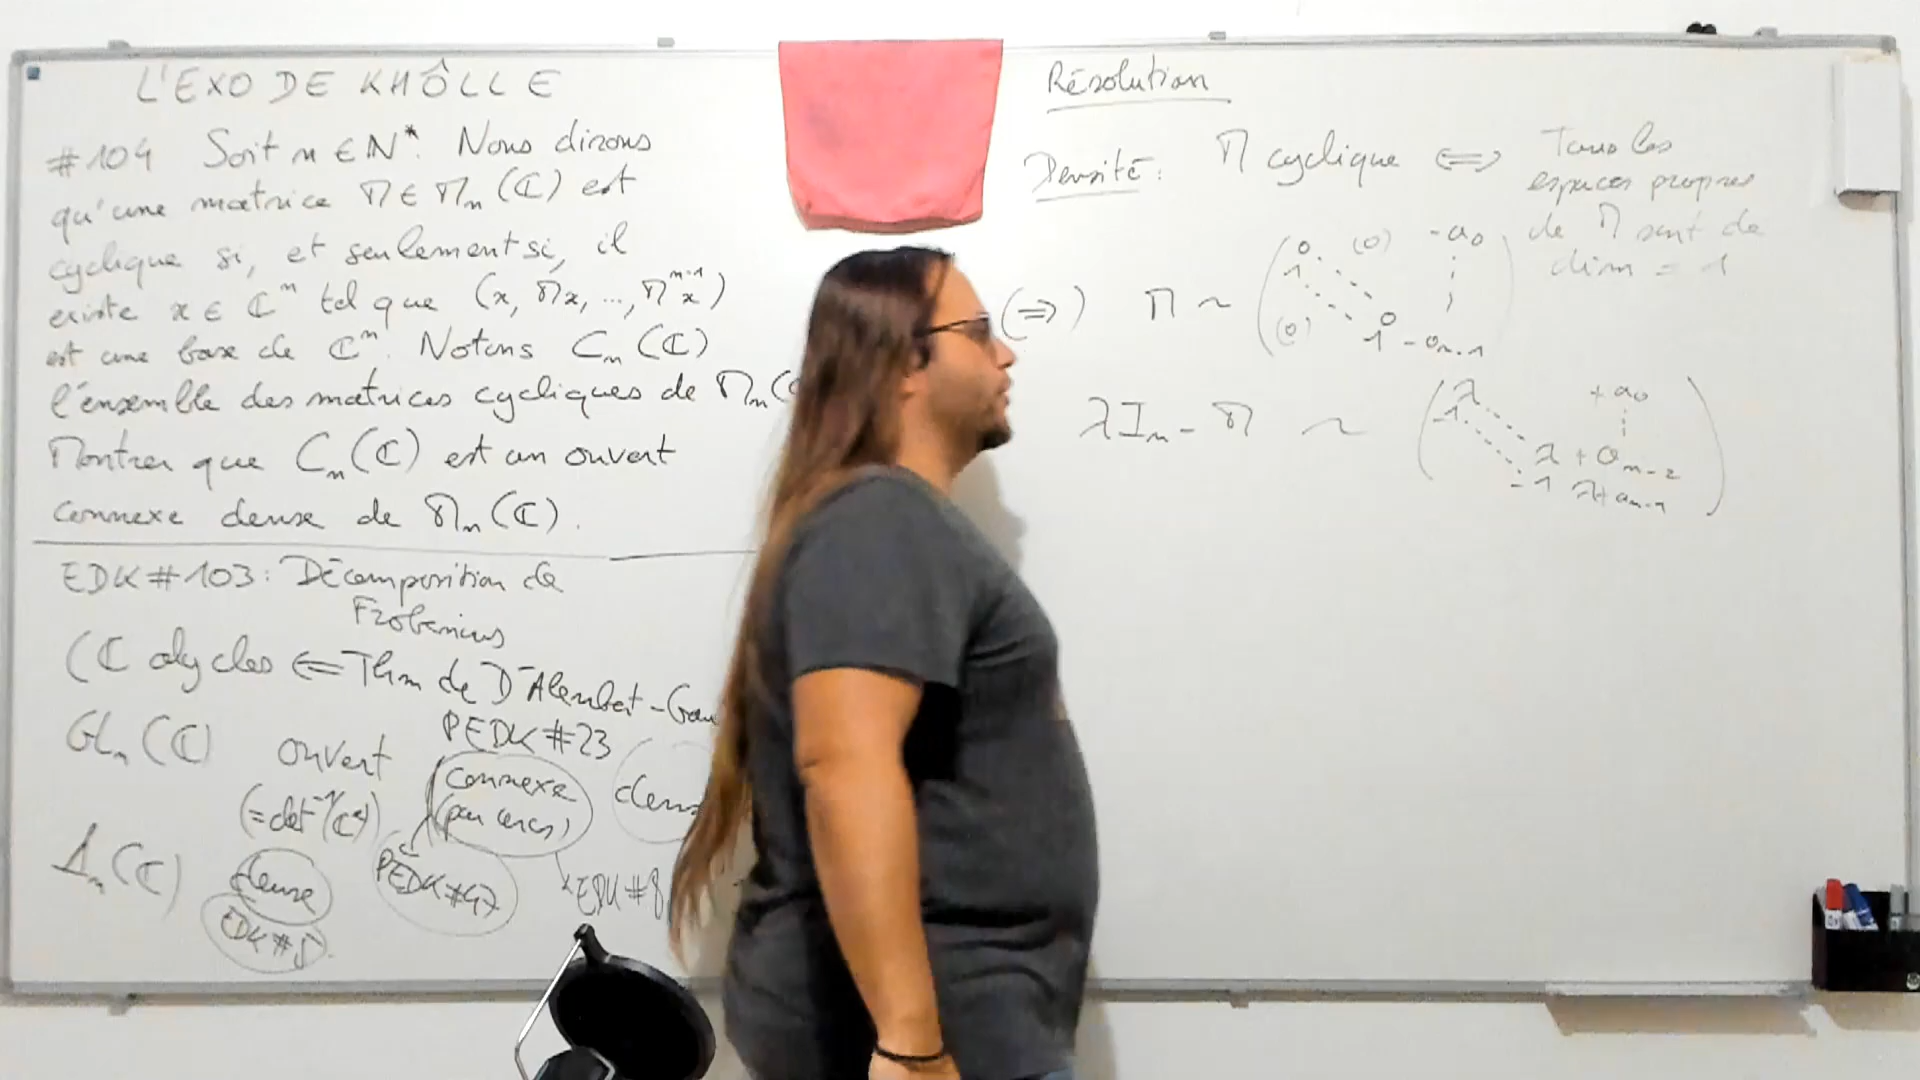 L'EXO DE KHÔLLE
#104 Soit n ∈ ℕ*. Nous dirons
qu'une matrice M ∈ Mn(ℂ) est
cyclique si, et seulement si, il
existe x ∈ ℂⁿ tel que (x, Mx, ..., Mⁿ⁻¹x)
est une base de ℂⁿ. Notons Cn(ℂ)
l'ensemble des matrices cycliques de Mn(
Montrer que Cn(ℂ) est un ouvert
connexe dense de Mn(ℂ).
EDK#103: Décomposition de
Frobenius
(ℂ alg clos ⇐ Thm de D'Alembert-Gau
PEDK#23
GLn(ℂ) ouvert connexe dens
(=det⁻¹(ℂ*) (par arcs)
PEDK#47 EDK#8
Δn(ℂ) dense
EDK#5
Résolution
Densité: M cyclique ⟺ Tous les
espaces propres
de M sont de
dim = 1
(⇒) M ~ ( 0 (0) -a₀
1
(0) 0
1 -aₙ₋₁ )
λIn - M ~ ( λ +a₀
-1
λ +aₙ₋₂
-1 λ+aₙ₋₁ )